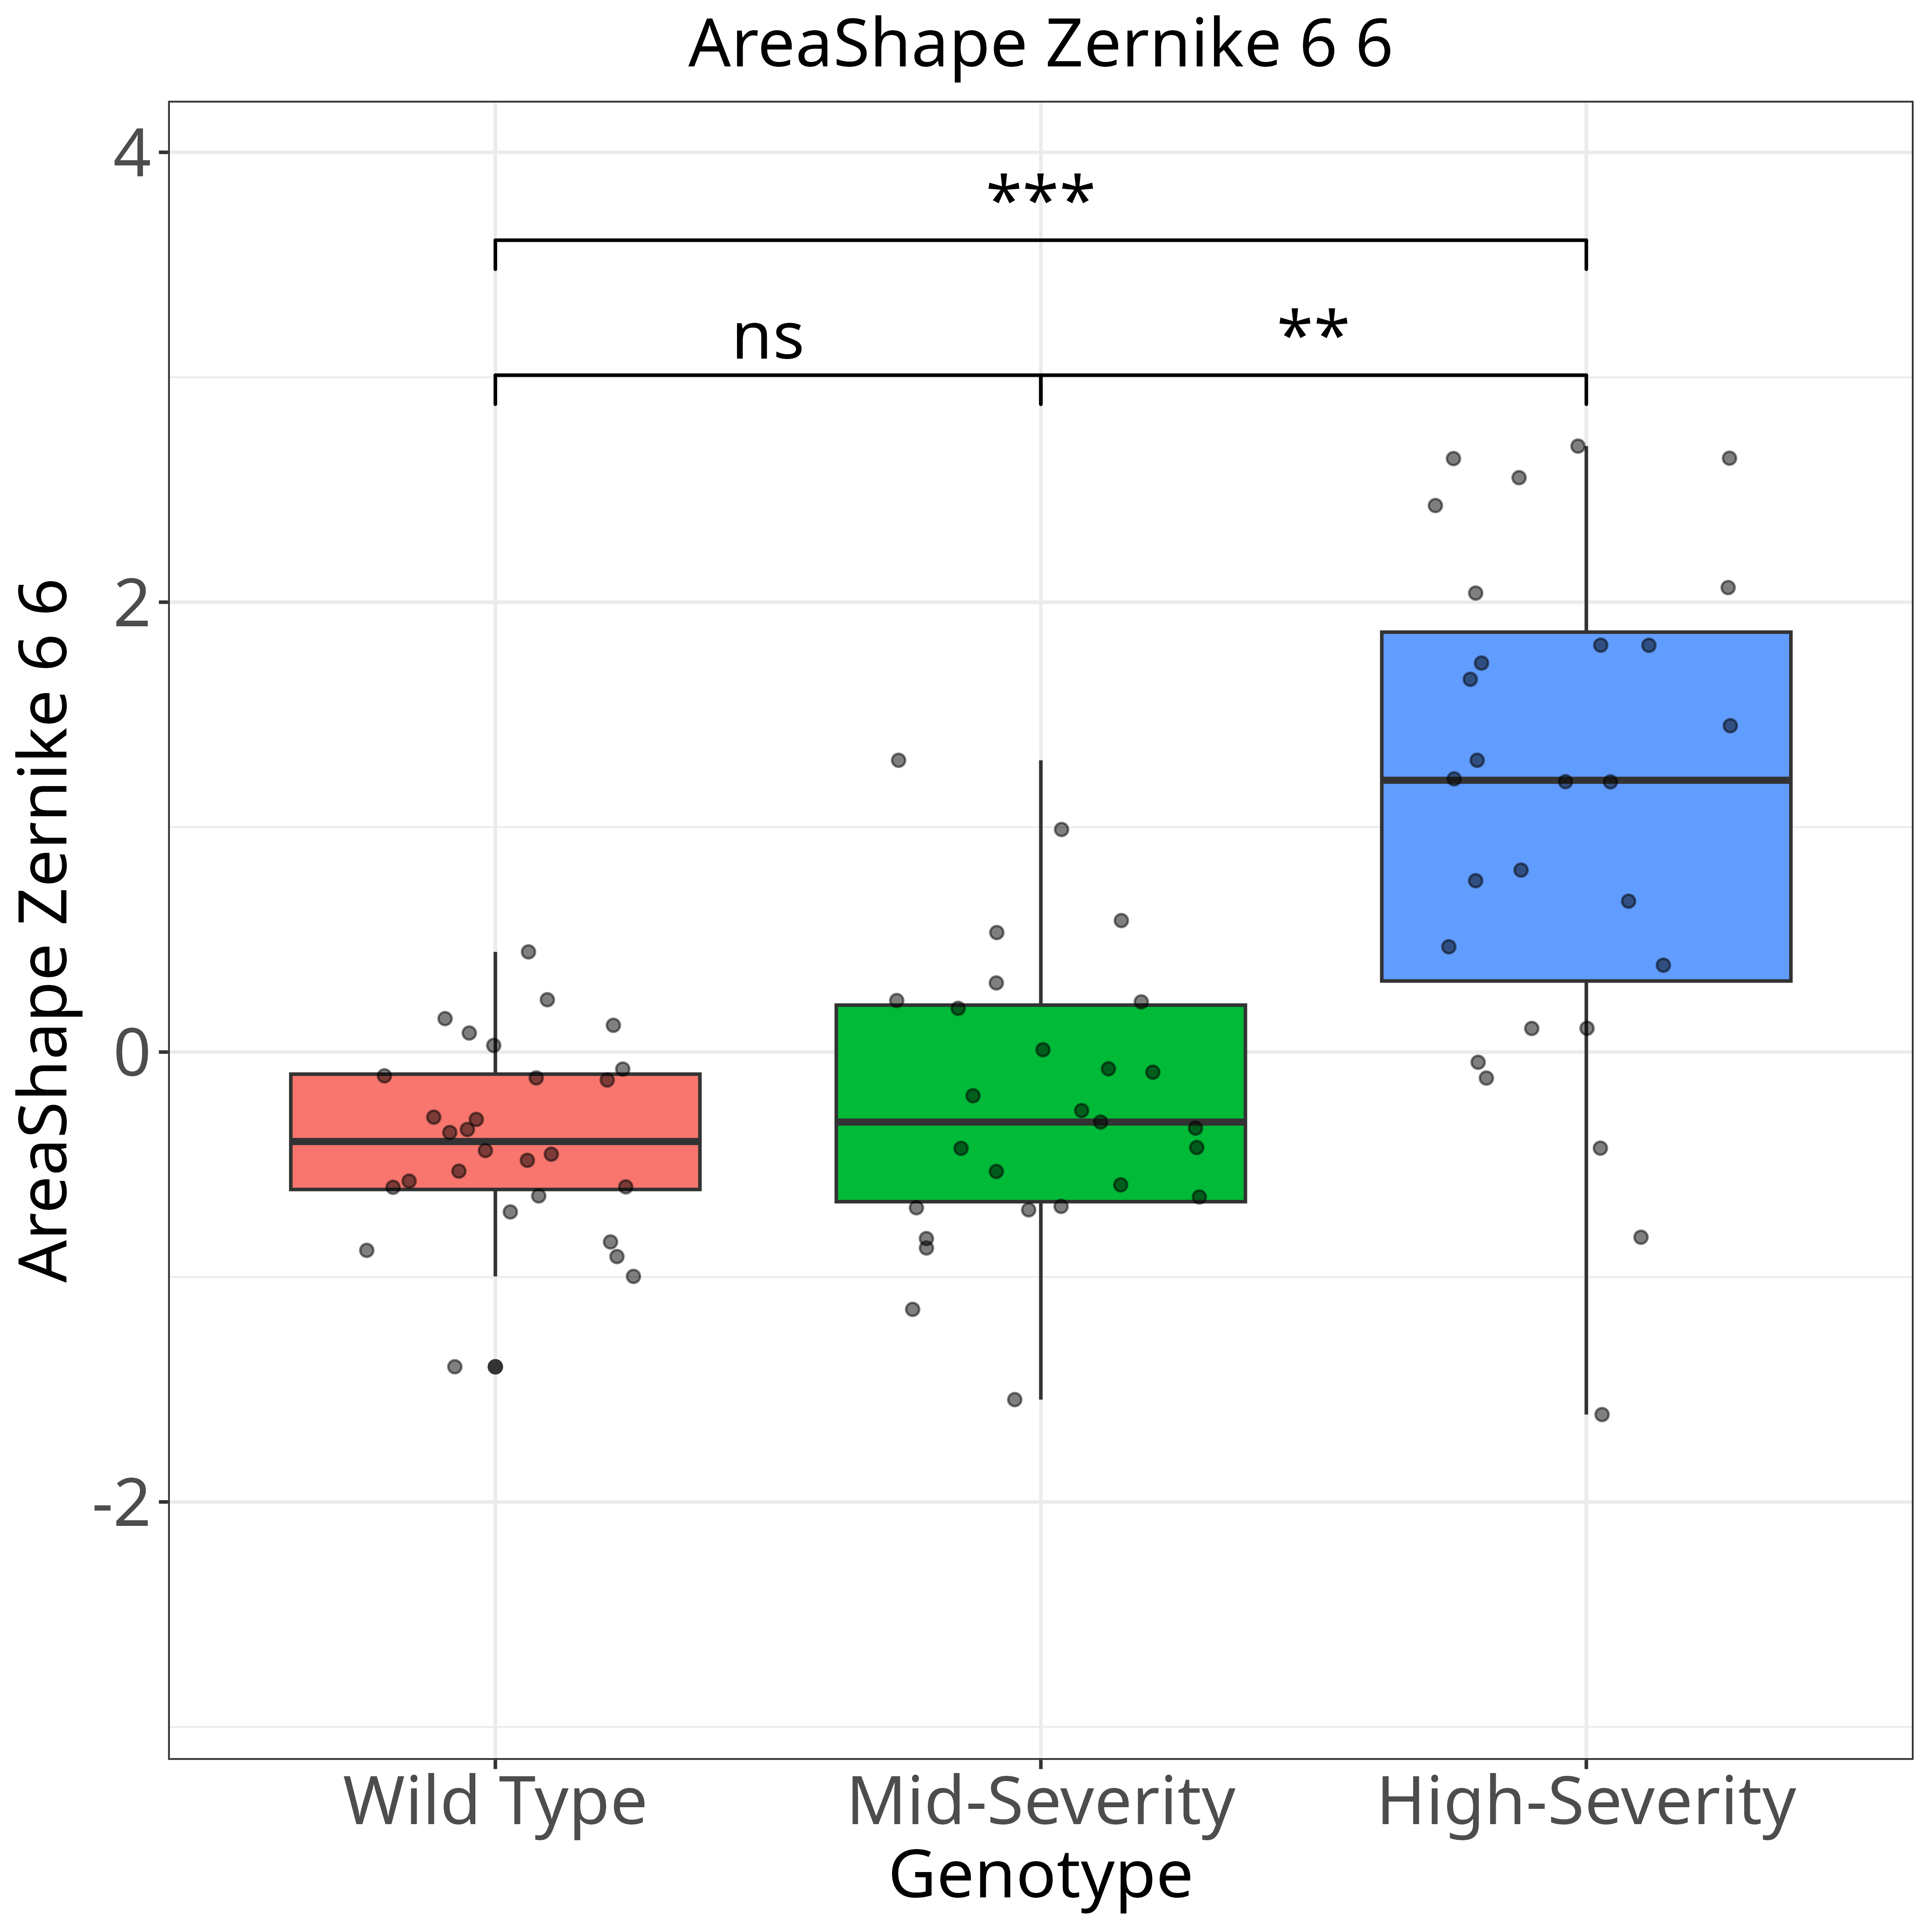 AreaShape Zernike 6 6
AreaShape Zernike 6 6
4
2
0
-2
***
ns
**
Wild Type
Mid-Severity
High-Severity
Genotype